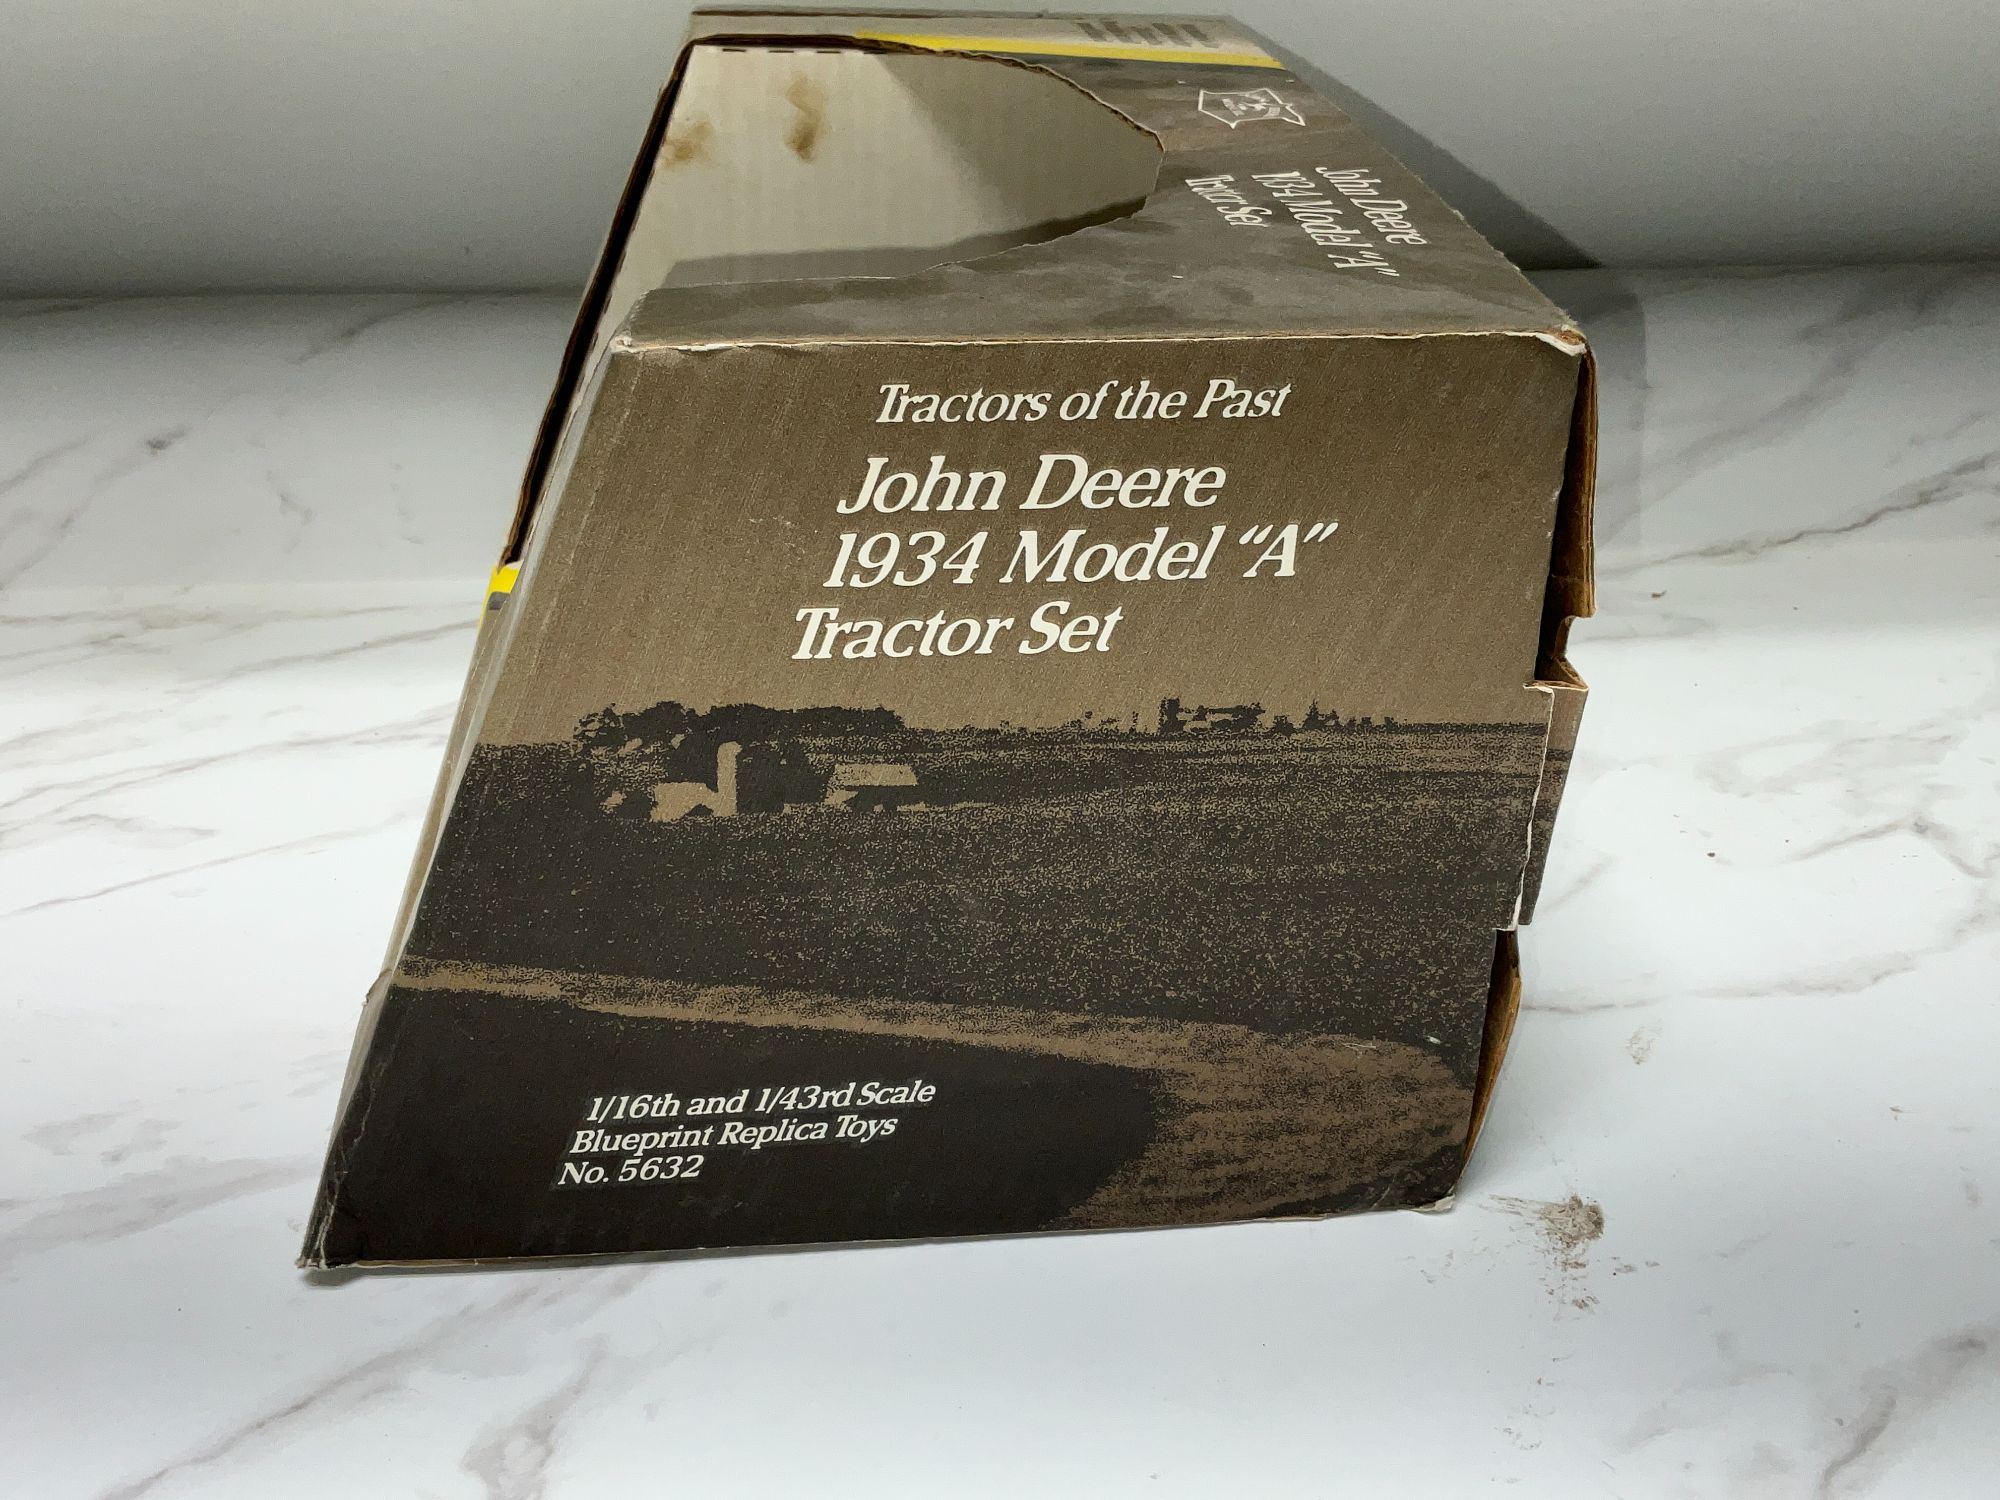 John Deere
1934 Model "A"
Tractor Set
Tractors of the Past
John Deere
1934 Model "A"
Tractor Set
1/16th and 1/43rd Scale
Blueprint Replica Toys
No. 5632